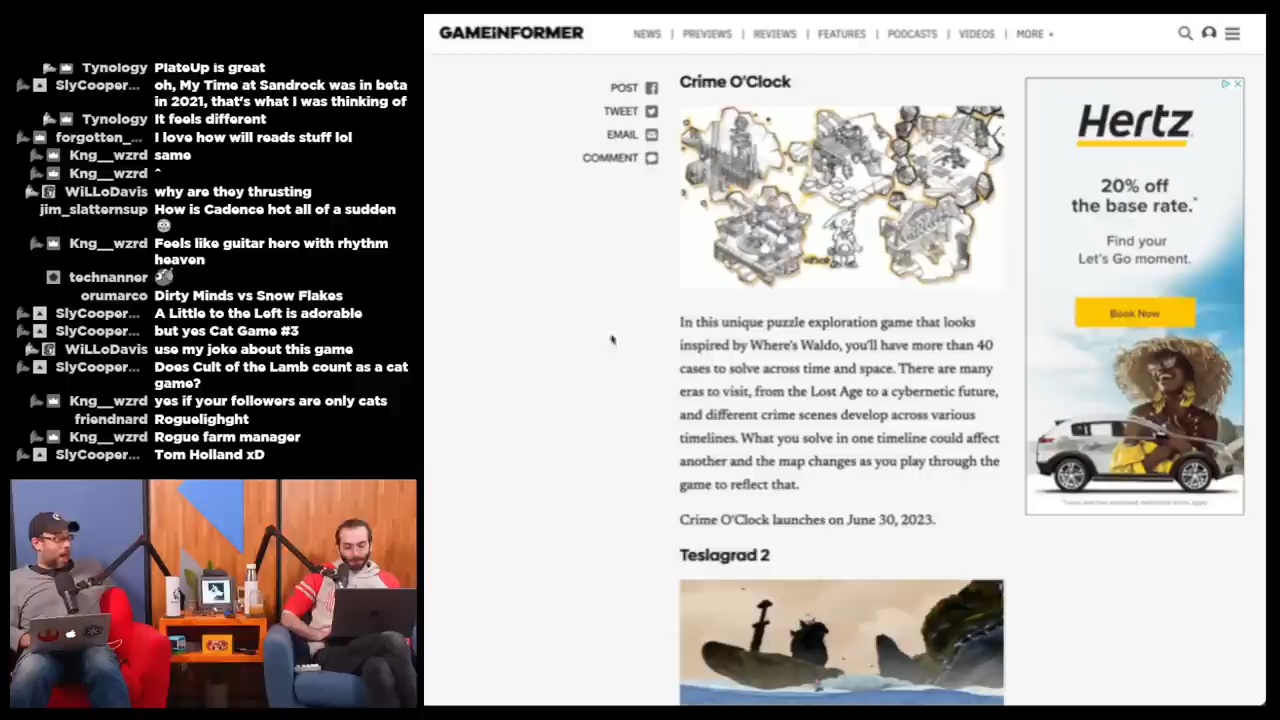 Tynology PlateUp is great
SlyCooper... oh, My Time at Sandrock was in beta
in 2021, that's what I was thinking of
Tynology It feels different
forgotten_... I love how will reads stuff lol
Kng__wzrd same
Kng__wzrd ^
WiLLoDavis why are they thrusting
jim_slatternsup How is Cadence hot all of a sudden
Kng__wzrd Feels like guitar hero with rhythm
heaven
technanner
orumarco Dirty Minds vs Snow Flakes
SlyCooper... A Little to the Left is adorable
SlyCooper... but yes Cat Game #3
WiLLoDavis use my joke about this game
SlyCooper... Does Cult of the Lamb count as a cat
game?
Kng__wzrd yes if your followers are only cats
friendnard Roguelighght
Kng__wzrd Rogue farm manager
SlyCooper... Tom Holland xD
GAMEiNFORMER
NEWS | PREVIEWS | REVIEWS | FEATURES | PODCASTS | VIDEOS | MORE
POST
TWEET
EMAIL
COMMENT
Crime O'Clock
In this unique puzzle exploration game that looks
inspired by Where's Waldo, you'll have more than 40
cases to solve across time and space. There are many
eras to visit, from the Lost Age to a cybernetic future,
and different crime scenes develop across various
timelines. What you solve in one timeline could affect
another and the map changes as you play through the
game to reflect that.
Crime O'Clock launches on June 30, 2023.
Teslagrad 2
Hertz
20% off
the base rate.*
Find your
Let's Go moment.
Book Now